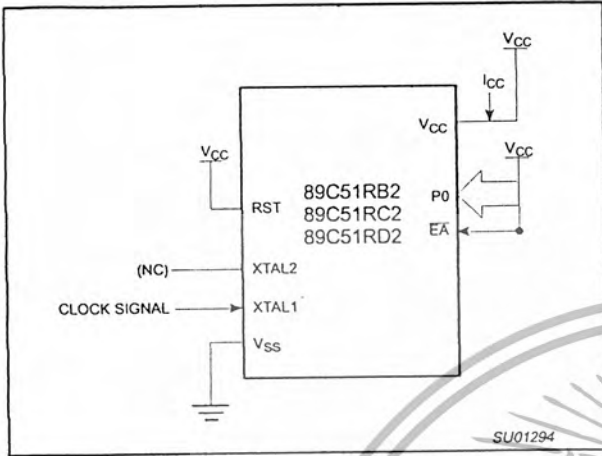 VCC
ICC
VCC
VCC
VCC
RST
89C51RB2
89C51RC2
89C51RD2
P0
EA
(NC)
XTAL2
CLOCK SIGNAL
XTAL1
VSS
SU01294